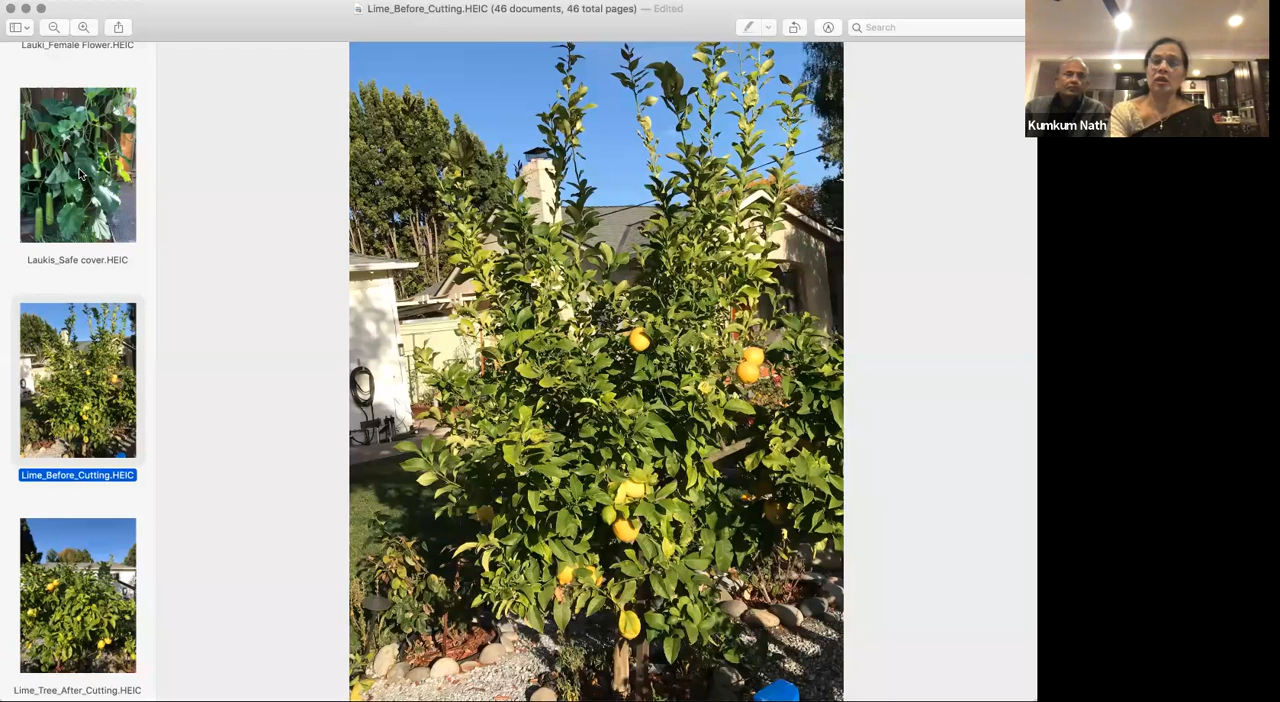 Lime_Before_Cutting.HEIC (46 documents, 46 total pages) — Edited
Search
Lauki_Female Flower.HEIC
Laukis_Safe cover.HEIC
Lime_Before_Cutting.HEIC
Lime_Tree_After_Cutting.HEIC
Kumkum Nath